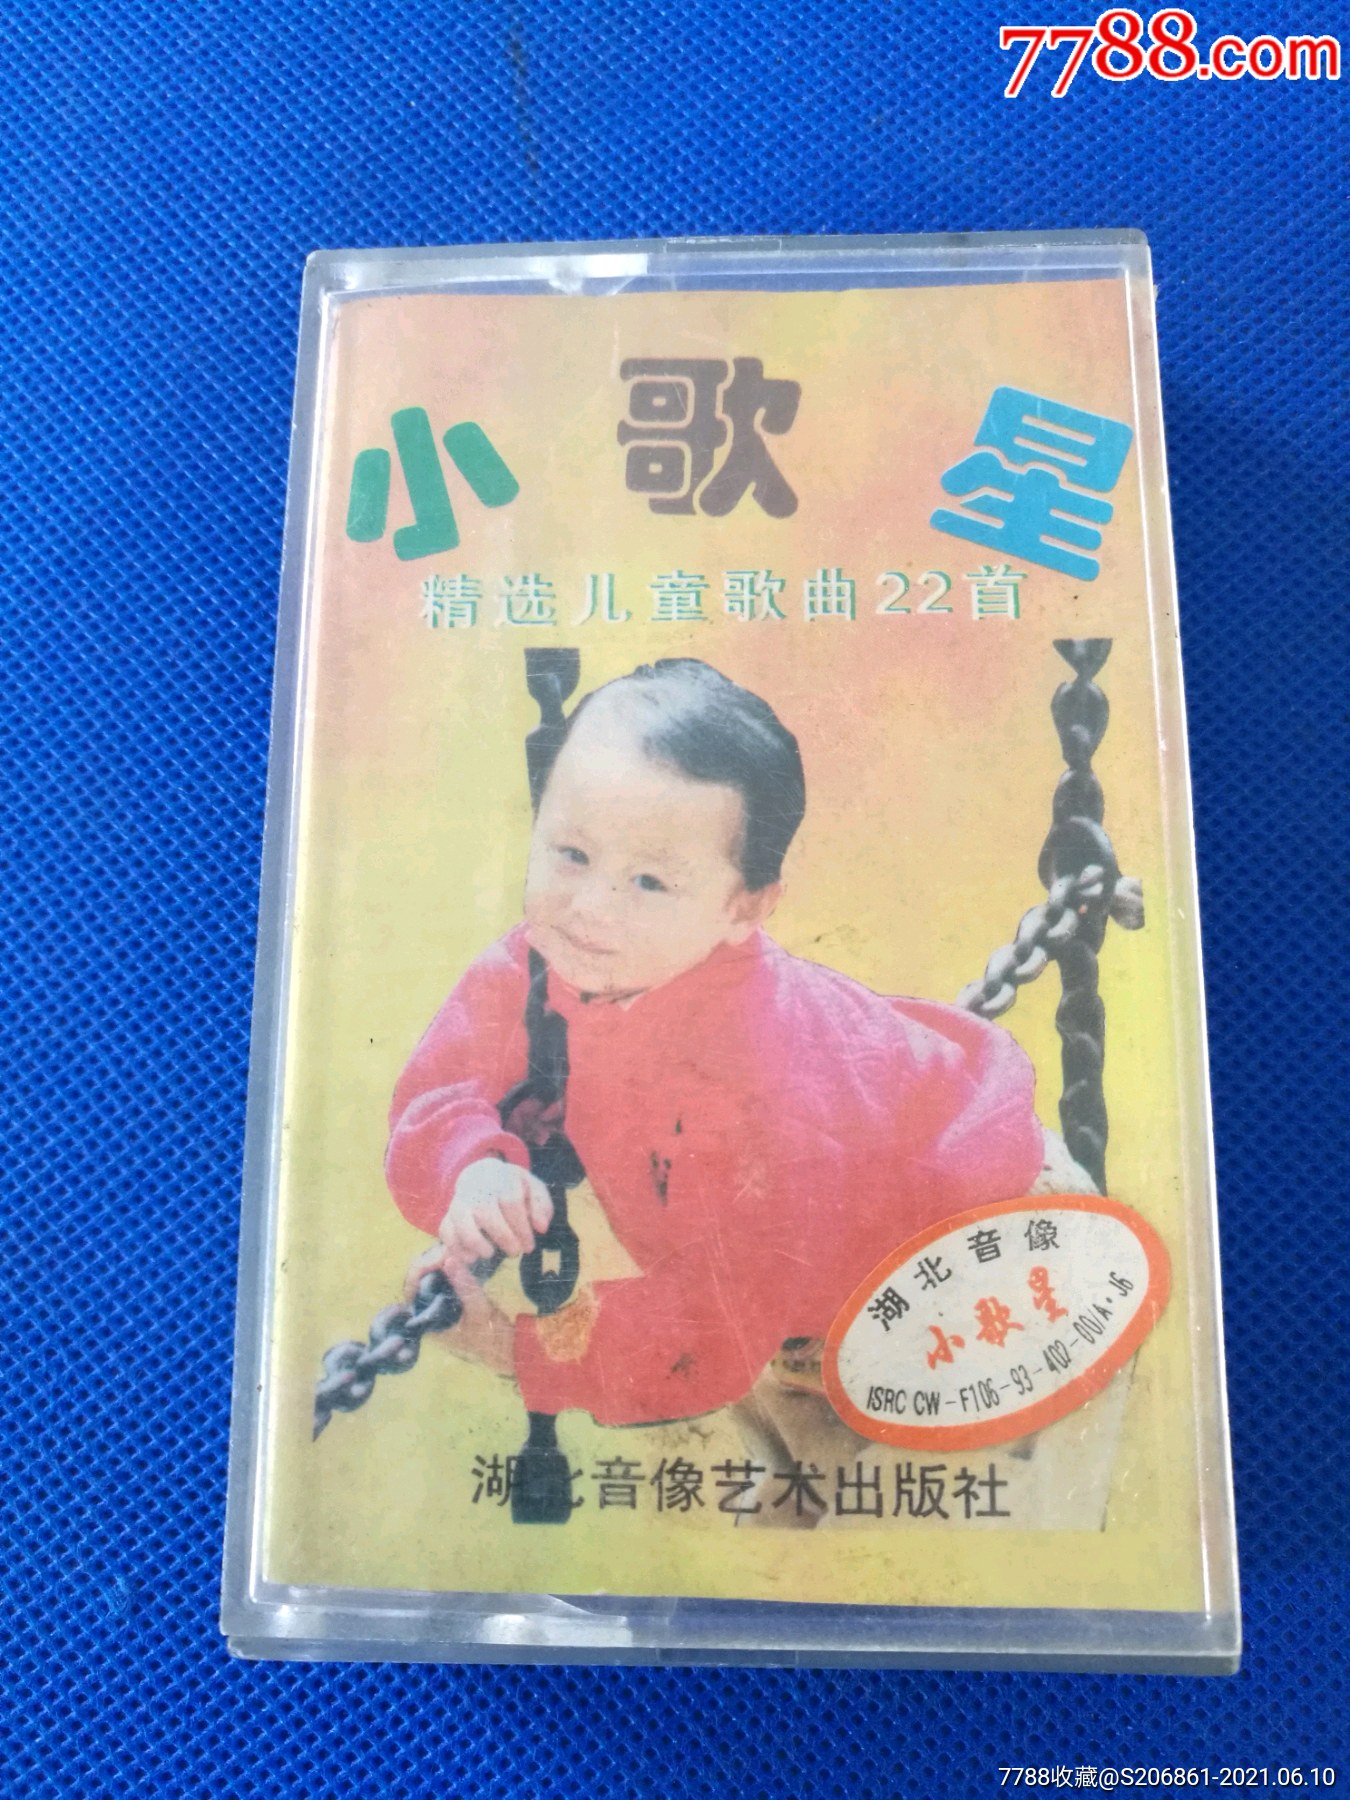 7788.com
小歌星
精选儿童歌曲22首
湖北音像
小歌星
ISRC CW-F106-93-402-00/A·J6
湖北音像艺术出版社
7788收藏@S206861-2021.06.10